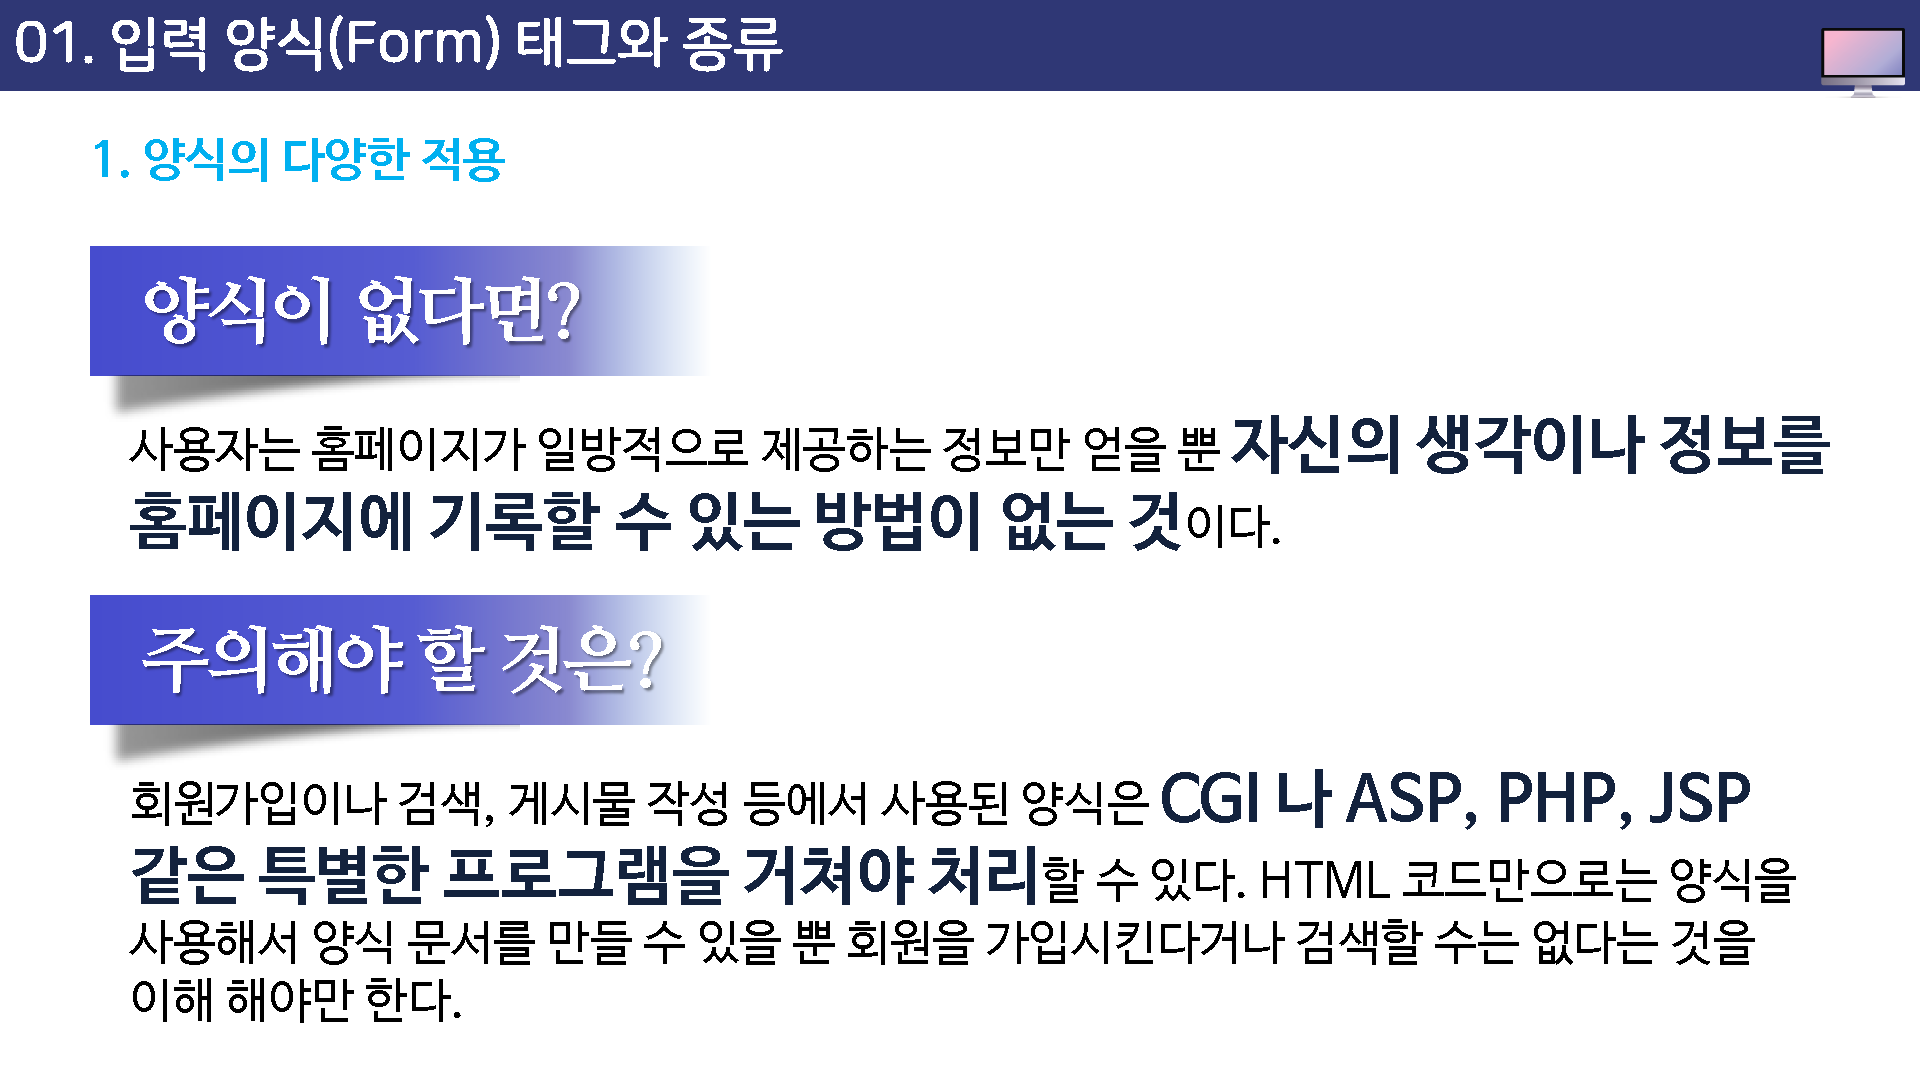 01. 입력 양식(Form) 태그와 종류
1. 양식의 다양한 적용
양식이 없다면?
사용자는 홈페이지가 일방적으로 제공하는 정보만 얻을 뿐 자신의 생각이나 정보를
홈페이지에 기록할 수 있는 방법이 없는 것이다.
주의해야 할 것은?
회원가입이나 검색, 게시물 작성 등에서 사용된 양식은 CGI 나 ASP, PHP, JSP
같은 특별한 프로그램을 거쳐야 처리할 수 있다. HTML 코드만으로는 양식을
사용해서 양식 문서를 만들 수 있을 뿐 회원을 가입시킨다거나 검색할 수는 없다는 것을
이해 해야만 한다.